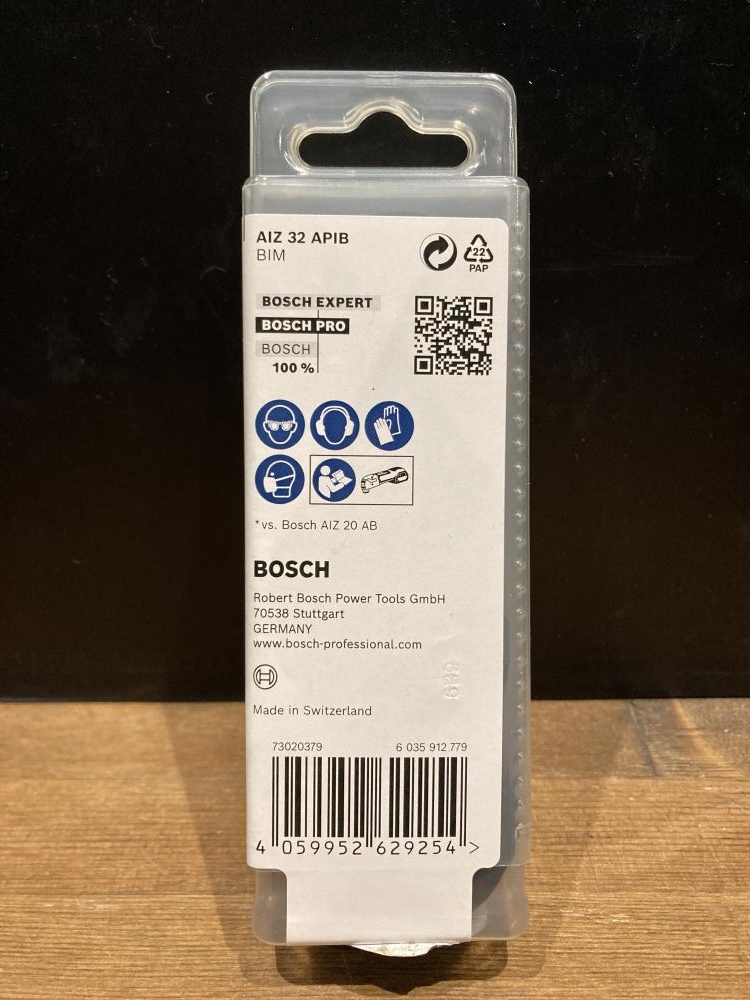 AIZ 32 APIB
BIM
22
PAP
BOSCH EXPERT
BOSCH PRO
BOSCH
100 %
*vs. Bosch AIZ 20 AB
BOSCH
Robert Bosch Power Tools GmbH
70538 Stuttgart
GERMANY
www.bosch-professional.com
Made in Switzerland
73020379 6 035 912 779
4 059952 629254 >